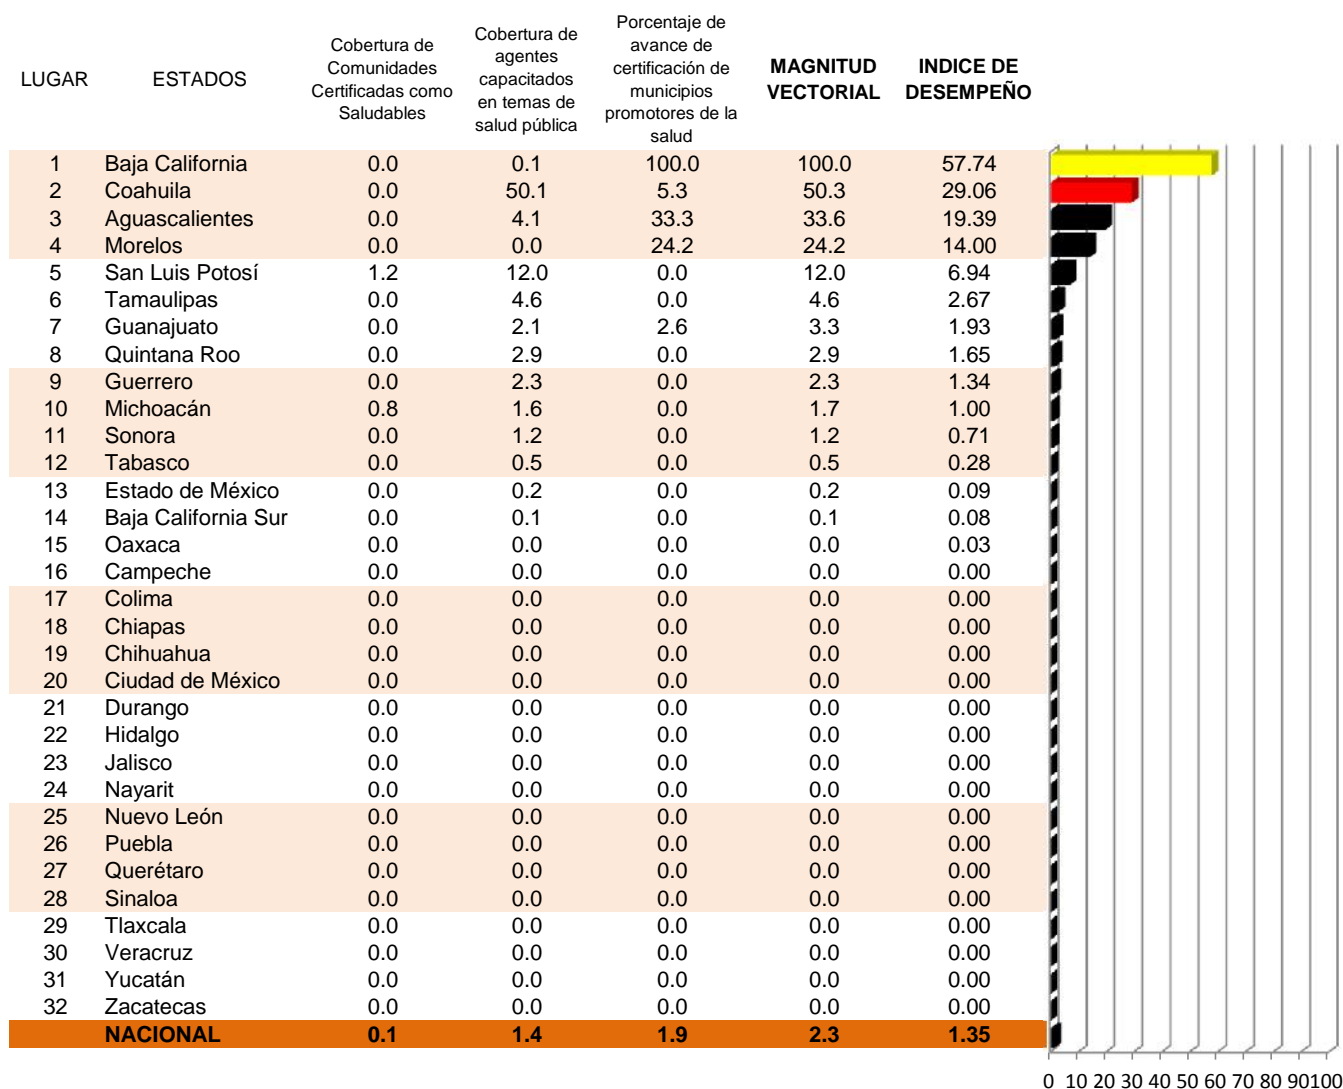 LUGAR ESTADOS Cobertura de Comunidades Certificadas como Saludables Cobertura de agentes capacitados en temas de salud pública Porcentaje de avance de certificación de municipios promotores de la salud MAGNITUD VECTORIAL INDICE DE DESEMPEÑO
1 Baja California 0.0 0.1 100.0 100.0 57.74
2 Coahuila 0.0 50.1 5.3 50.3 29.06
3 Aguascalientes 0.0 4.1 33.3 33.6 19.39
4 Morelos 0.0 0.0 24.2 24.2 14.00
5 San Luis Potosí 1.2 12.0 0.0 12.0 6.94
6 Tamaulipas 0.0 4.6 0.0 4.6 2.67
7 Guanajuato 0.0 2.1 2.6 3.3 1.93
8 Quintana Roo 0.0 2.9 0.0 2.9 1.65
9 Guerrero 0.0 2.3 0.0 2.3 1.34
10 Michoacán 0.8 1.6 0.0 1.7 1.00
11 Sonora 0.0 1.2 0.0 1.2 0.71
12 Tabasco 0.0 0.5 0.0 0.5 0.28
13 Estado de México 0.0 0.2 0.0 0.2 0.09
14 Baja California Sur 0.0 0.1 0.0 0.1 0.08
15 Oaxaca 0.0 0.0 0.0 0.0 0.03
16 Campeche 0.0 0.0 0.0 0.0 0.00
17 Colima 0.0 0.0 0.0 0.0 0.00
18 Chiapas 0.0 0.0 0.0 0.0 0.00
19 Chihuahua 0.0 0.0 0.0 0.0 0.00
20 Ciudad de México 0.0 0.0 0.0 0.0 0.00
21 Durango 0.0 0.0 0.0 0.0 0.00
22 Hidalgo 0.0 0.0 0.0 0.0 0.00
23 Jalisco 0.0 0.0 0.0 0.0 0.00
24 Nayarit 0.0 0.0 0.0 0.0 0.00
25 Nuevo León 0.0 0.0 0.0 0.0 0.00
26 Puebla 0.0 0.0 0.0 0.0 0.00
27 Querétaro 0.0 0.0 0.0 0.0 0.00
28 Sinaloa 0.0 0.0 0.0 0.0 0.00
29 Tlaxcala 0.0 0.0 0.0 0.0 0.00
30 Veracruz 0.0 0.0 0.0 0.0 0.00
31 Yucatán 0.0 0.0 0.0 0.0 0.00
32 Zacatecas 0.0 0.0 0.0 0.0 0.00
NACIONAL 0.1 1.4 1.9 2.3 1.35
0 10 20 30 40 50 60 70 80 90100